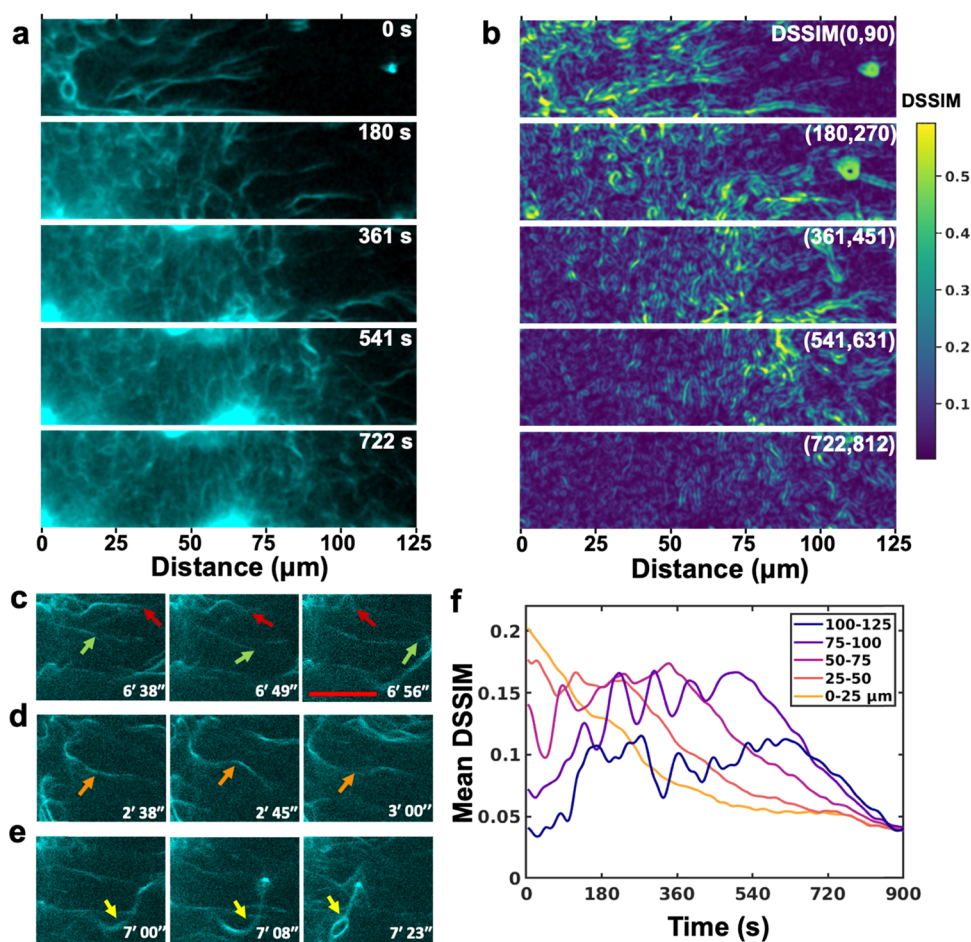 a
0 s
180 s
361 s
541 s
722 s
0 25 50 75 100 125
Distance (μm)
b
DSSIM(0,90)
(180,270)
(361,451)
(541,631)
(722,812)
0 25 50 75 100 125
Distance (μm)
DSSIM
0.5
0.4
0.3
0.2
0.1
c
6′ 38″
6′ 49″
6′ 56″
d
2′ 38″
2′ 45″
3′ 00″
e
7′ 00″
7′ 08″
7′ 23″
f
Mean DSSIM
0.2
0.15
0.1
0.05
0
100-125
75-100
50-75
25-50
0-25 μm
0 180 360 540 720 900
Time (s)